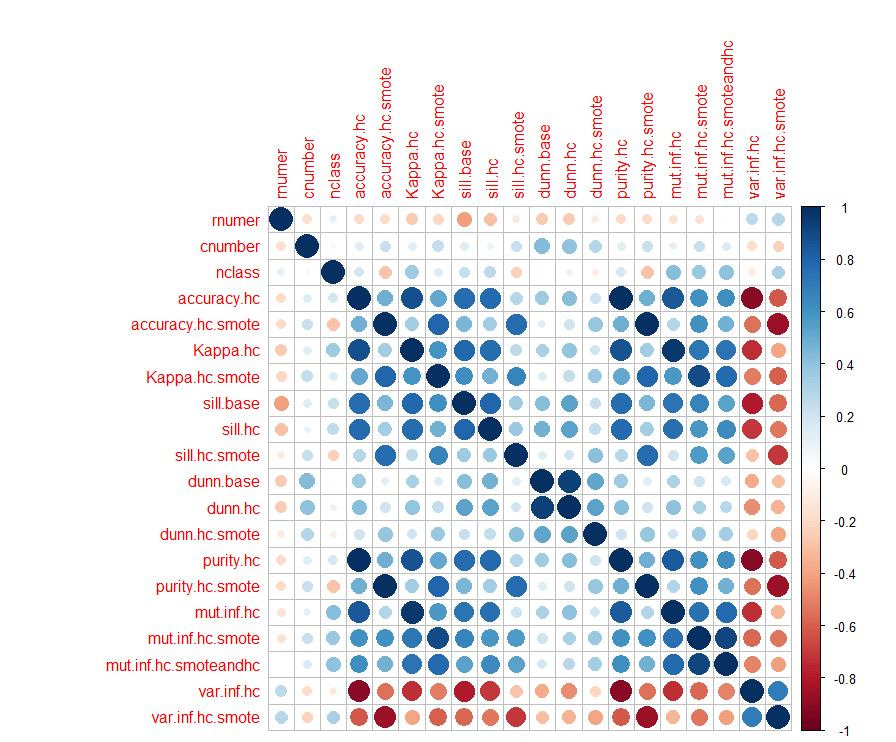 rnumer
cnumber
nclass
accuracy.hc
accuracy.hc.smote
Kappa.hc
Kappa.hc.smote
sill.base
sill.hc
sill.hc.smote
dunn.base
dunn.hc
dunn.hc.smote
purity.hc
purity.hc.smote
mut.inf.hc
mut.inf.hc.smote
mut.inf.hc.smoteandhc
var.inf.hc
var.inf.hc.smote
rnumer
cnumber
nclass
accuracy.hc
accuracy.hc.smote
Kappa.hc
Kappa.hc.smote
sill.base
sill.hc
sill.hc.smote
dunn.base
dunn.hc
dunn.hc.smote
purity.hc
purity.hc.smote
mut.inf.hc
mut.inf.hc.smote
mut.inf.hc.smoteandhc
var.inf.hc
var.inf.hc.smote
1
0.8
0.6
0.4
0.2
0
-0.2
-0.4
-0.6
-0.8
-1